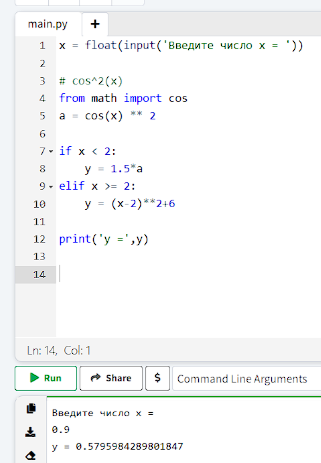 main.py +
1 x = float(input('Введите число x = '))
2
3 # cos^2(x)
4 from math import cos
5 a = cos(x) ** 2
6
7 if x < 2:
8 y = 1.5*a
9 elif x >= 2:
10 y = (x-2)**2+6
11
12 print('y =',y)
13
14
Ln: 14, Col: 1
Run Share $ Command Line Arguments
Введите число x =
0.9
y = 0.5795984289801847